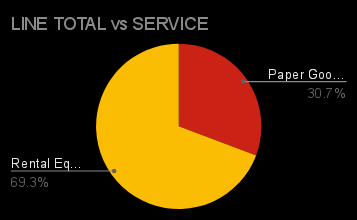 LINE TOTAL vs SERVICE
Paper Goo...
30.7%
Rental Eq...
69.3%